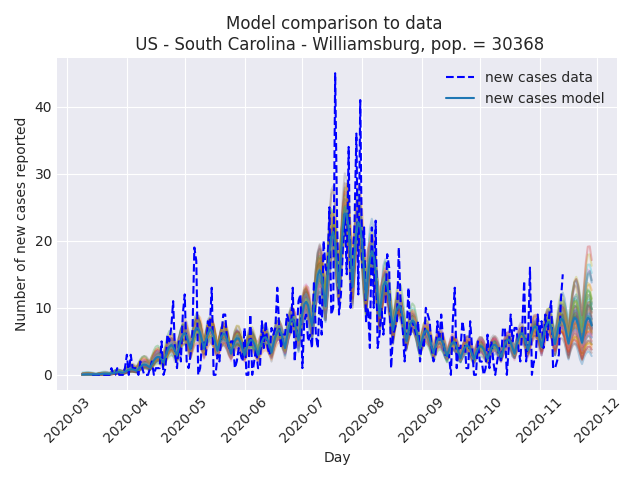 Model comparison to data
US - South Carolina - Williamsburg, pop. = 30368
new cases data
new cases model
Number of new cases reported
40
30
20
10
0
2020-03
2020-04
2020-05
2020-06
2020-07
2020-08
2020-09
2020-10
2020-11
2020-12
Day